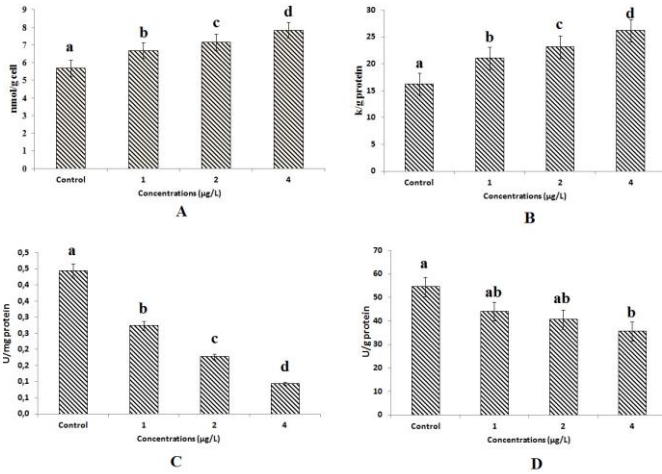 9
8
7
6
5
4
3
2
1
0
nmol/g cell
a
b
c
d
Control 1 2 4
Concentrations (µg/L)
A
30
25
20
15
10
5
0
k/g protein
a
b
c
d
Control 1 2 4
Concentrations (µg/L)
B
0,5
0,5
0,4
0,4
0,3
0,3
0,2
0,2
0,1
0,1
0,0
U/mg protein
a
b
c
d
Control 1 2 4
Concentrations (µg/L)
C
70
60
50
40
30
20
10
0
U/g protein
a
ab
ab
b
Control 1 2 4
Concentrations (µg/L)
D